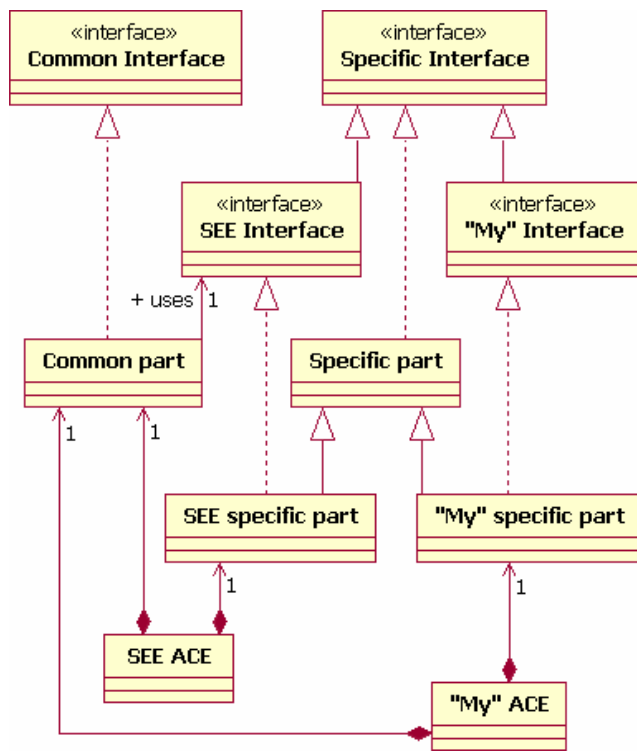 «interface»
Common Interface
«interface»
Specific Interface
«interface»
SEE Interface
«interface»
"My" Interface
+ uses 1
Common part
Specific part
1
1
SEE specific part
"My" specific part
1
1
SEE ACE
"My" ACE